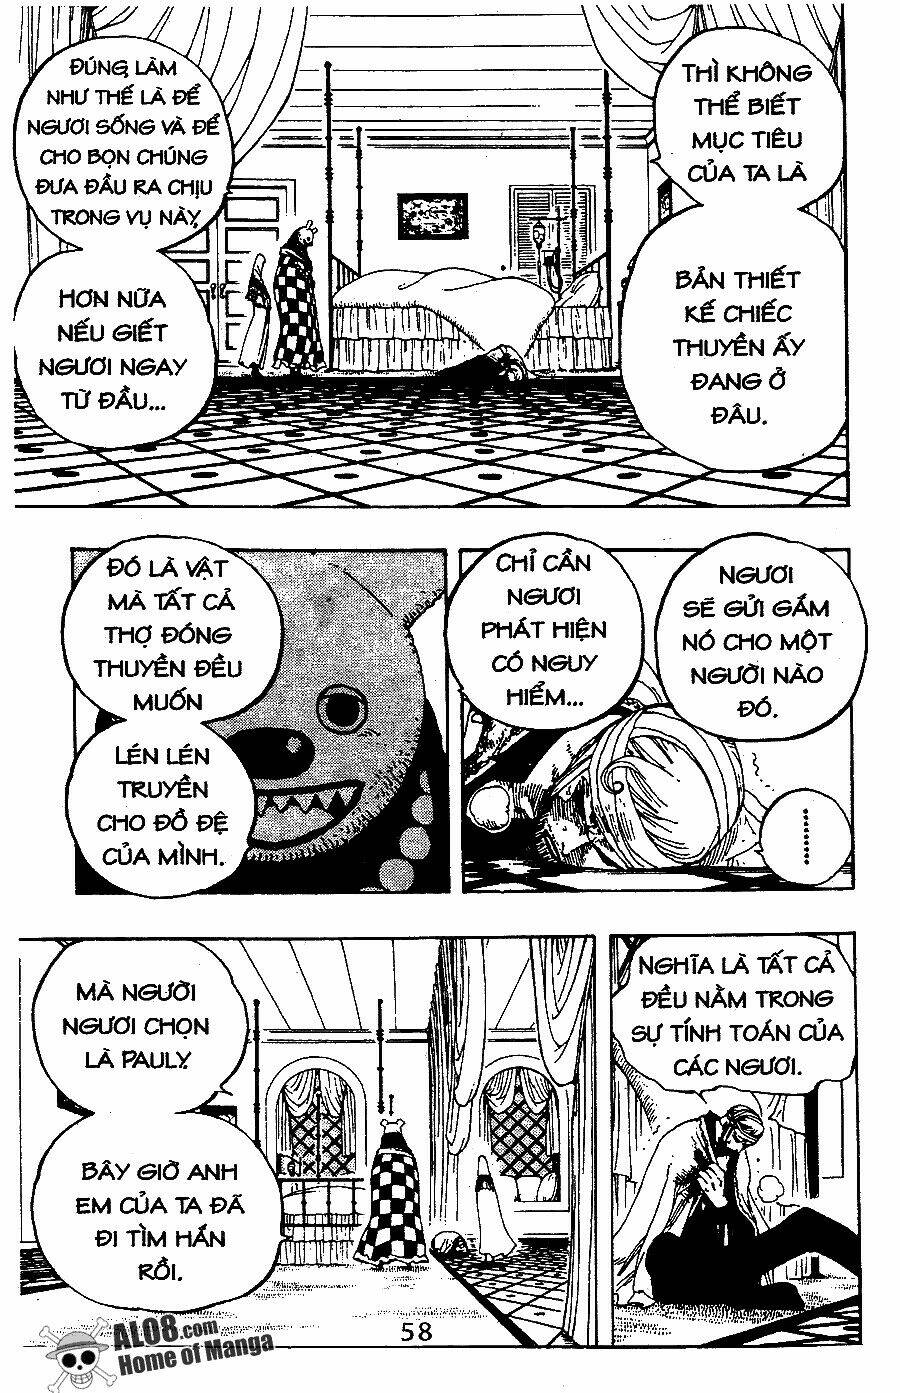 ĐÚNG, LÀM
NHƯ THẾ LÀ ĐỂ
NGƯƠI SỐNG VÀ ĐỂ
CHO BỌN CHÚNG
ĐƯA ĐẦU RA CHỊU
TRONG VỤ NÀY,
HƠN NỮA
NẾU GIẾT
NGƯƠI NGAY
TỪ ĐẦU...
THÌ KHÔNG
THỂ BIẾT
MỤC TIÊU
CỦA TA LÀ
BẢN THIẾT
KẾ CHIẾC
THUYỀN ẤY
ĐANG Ở
ĐÂU.
ĐÓ LÀ VẬT
MÀ TẤT CẢ
THỢ ĐÓNG
THUYỀN ĐỀU
MUỐN
LÉN LÉN
TRUYỀN
CHO ĐỒ ĐỆ
CỦA MÌNH.
CHỈ CẦN
NGƯƠI
PHÁT HIỆN
CÓ NGUY
HIỂM...
NGƯƠI
SẼ GỬI GẮM
NÓ CHO MỘT
NGƯỜI NÀO
ĐÓ.
.........
MÀ NGƯỜI
NGƯƠI CHỌN
LÀ PAULY.
BÂY GIỜ ANH
EM CỦA TA ĐÃ
ĐI TÌM HẮN
RỒI.
NGHĨA LÀ TẤT CẢ
ĐỀU NẰM TRONG
SỰ TÍNH TOÁN CỦA
CÁC NGƯƠI.
58
ALO8.com
Home of Manga